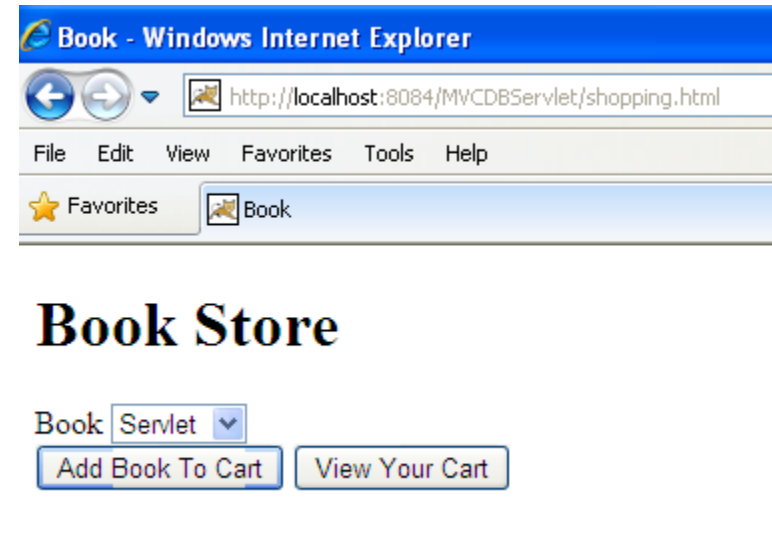 Book - Windows Internet Explorer
http://localhost:8084/MVCDBServlet/shopping.html
File Edit View Favorites Tools Help
Favorites Book
Book Store
Book Servlet
Add Book To Cart View Your Cart